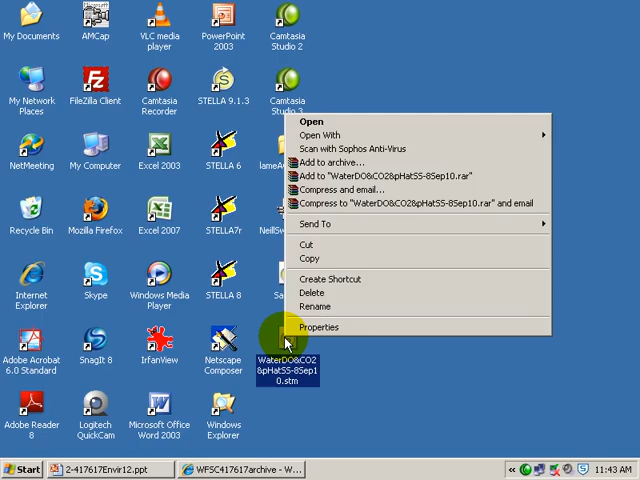 My Documents
AMCap
VLC media
player
PowerPoint
2003
Camtasia
Studio 2
My Network
Places
FileZilla Client
Camtasia
Recorder
STELLA 9.1.3
Camtasia
Studio 3
NetMeeting
My Computer
Excel 2003
STELLA 6
lameA
Recycle Bin
Mozilla Firefox
Excel 2007
STELLA7r
NeillSw
Internet
Explorer
Skype
Windows Media
Player
STELLA 8
Sa
Adobe Acrobat
6.0 Standard
SnagIt 8
IrfanView
Netscape
Composer
WaterDO&CO2
&pHatSS-8Sep1
0.stm
Adobe Reader
8
Logitech
QuickCam
Microsoft Office
Word 2003
Windows
Explorer
Open
Open With
Scan with Sophos Anti-Virus
Add to archive...
Add to "WaterDO&CO2&pHatSS-8Sep10.rar"
Compress and email...
Compress to "WaterDO&CO2&pHatSS-8Sep10.rar" and email
Send To
Cut
Copy
Create Shortcut
Delete
Rename
Properties
Start
2-417617Envir12.ppt
WFSC417617archive - W...
«
11:43 AM